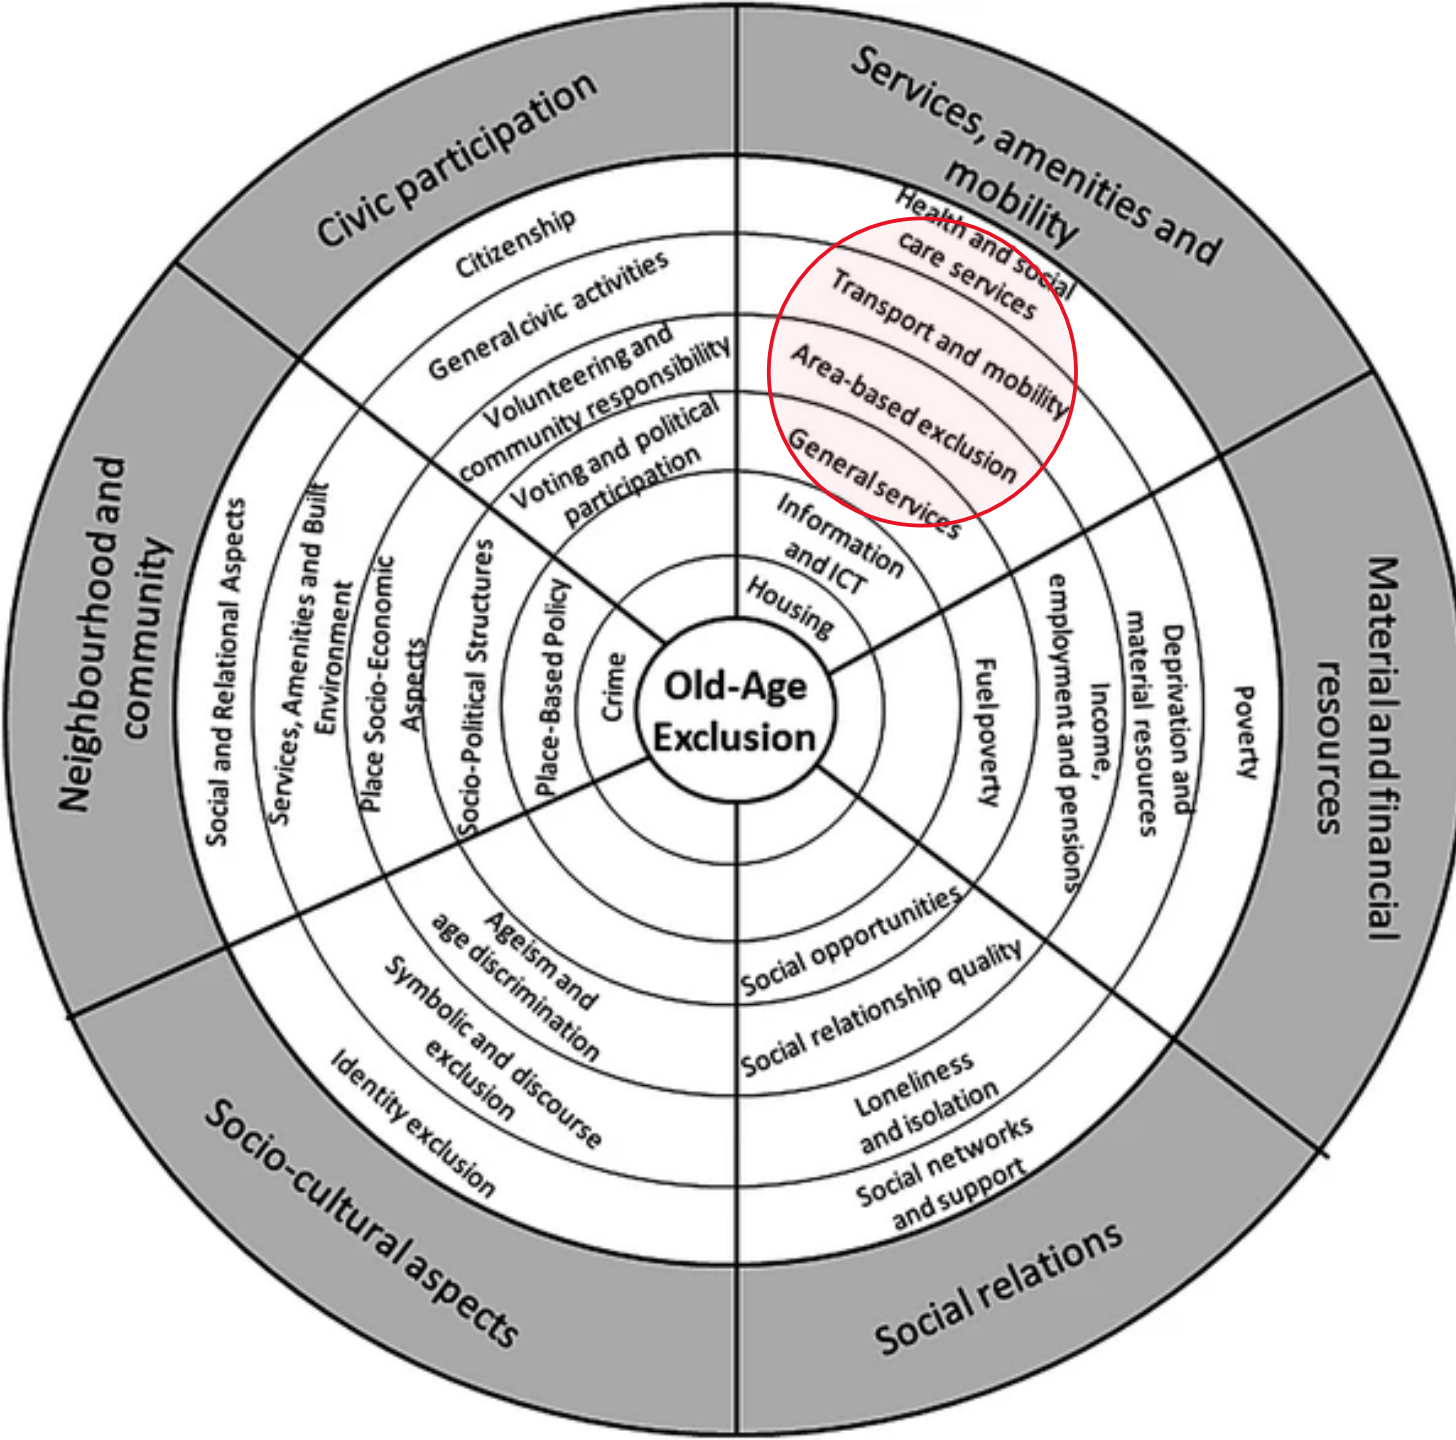 Civic participation
Citizenship
General civic activities
Volunteering and
community responsibility
Voting and political
participation
Services, amenities and
mobility
Health and social
care services
Transport and mobility
Area-based exclusion
General services
Information
and ICT
Housing
Material and financial
resources
Poverty
Deprivation and
material resources
Income,
employment and pensions
Fuel poverty
Social relations
Social networks
and support
Loneliness
and isolation
Social relationship quality
Social opportunities
Socio-cultural aspects
Identity exclusion
Symbolic and discourse
exclusion
Ageism and
age discrimination
Neighbourhood and
community
Social and Relational Aspects
Services, Amenities and Built
Environment
Place Socio-Economic
Aspects
Socio-Political Structures
Place-Based Policy
Crime
Old-Age
Exclusion